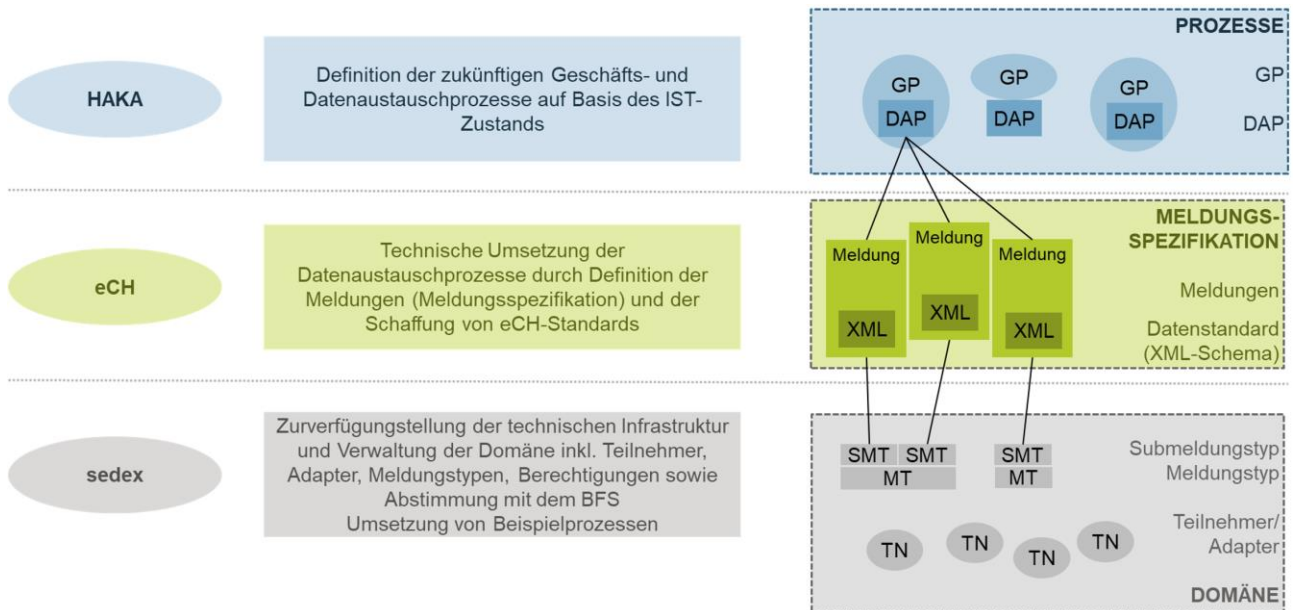 HAKA
Definition der zukünftigen Geschäfts- und
Datenaustauschprozesse auf Basis des IST-
Zustands
PROZESSE
GP
DAP
GP
DAP
GP
DAP
GP
DAP
eCH
Technische Umsetzung der
Datenaustauschprozesse durch Definition der
Meldungen (Meldungsspezifikation) und der
Schaffung von eCH-Standards
MELDUNGS-
SPEZIFIKATION
Meldung
XML
Meldung
XML
Meldung
XML
Meldungen
Datenstandard
(XML-Schema)
sedex
Zurverfügungstellung der technischen Infrastruktur
und Verwaltung der Domäne inkl. Teilnehmer,
Adapter, Meldungstypen, Berechtigungen sowie
Abstimmung mit dem BFS
Umsetzung von Beispielprozessen
SMT SMT
MT
SMT
MT
Submeldungstyp
Meldungstyp
TN
TN
TN
TN
Teilnehmer/
Adapter
DOMÄNE